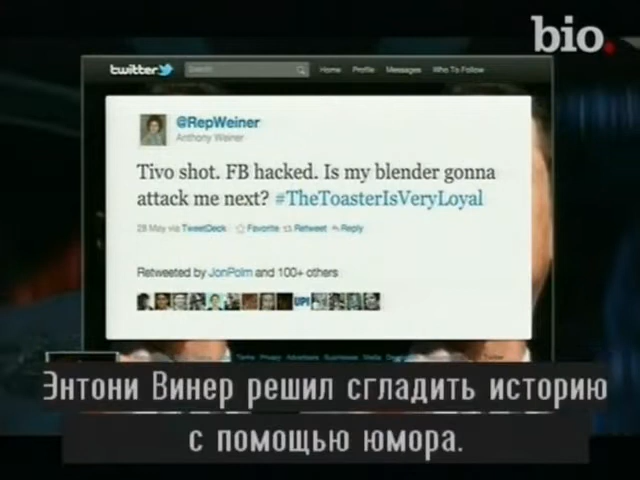 bio.
twitter
Search
Home Profile Messages Who To Follow
@RepWeiner
Anthony Weiner
Tivo shot. FB hacked. Is my blender gonna
attack me next? #TheToasterIsVeryLoyal
28 May via TweetDeck Favorite Retweet Reply
Retweeted by JonPolm and 100+ others
UPI
Terms Privacy Advertisers Businesses Media
Энтони Винер решил сгладить историю
с помощью юмора.